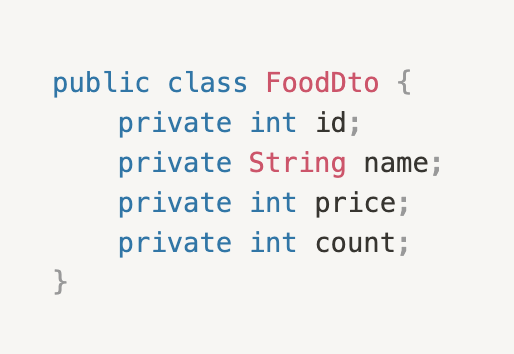 public class FoodDto {
    private int id;
    private String name;
    private int price;
    private int count;
}